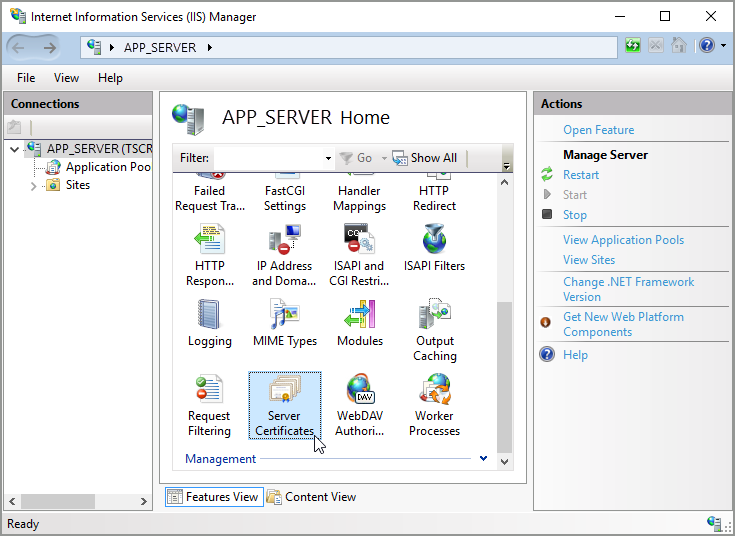 Internet Information Services (IIS) Manager
APP_SERVER
File View Help
Connections
APP_SERVER (TSCR
Application Poo
Sites
APP_SERVER Home
Filter: Go Show All
Failed
Request Tra...
FastCGI
Settings
Handler
Mappings
HTTP
Redirect
HTTP
Respon...
IP Address
and Doma...
ISAPI and
CGI Restri...
ISAPI Filters
Logging
MIME Types
Modules
Output
Caching
Request
Filtering
Server
Certificates
DAV
WebDAV
Authori...
Worker
Processes
Management
Features View
Content View
Actions
Open Feature
Manage Server
Restart
Start
Stop
View Application Pools
View Sites
Change .NET Framework
Version
Get New Web Platform
Components
Help
Ready